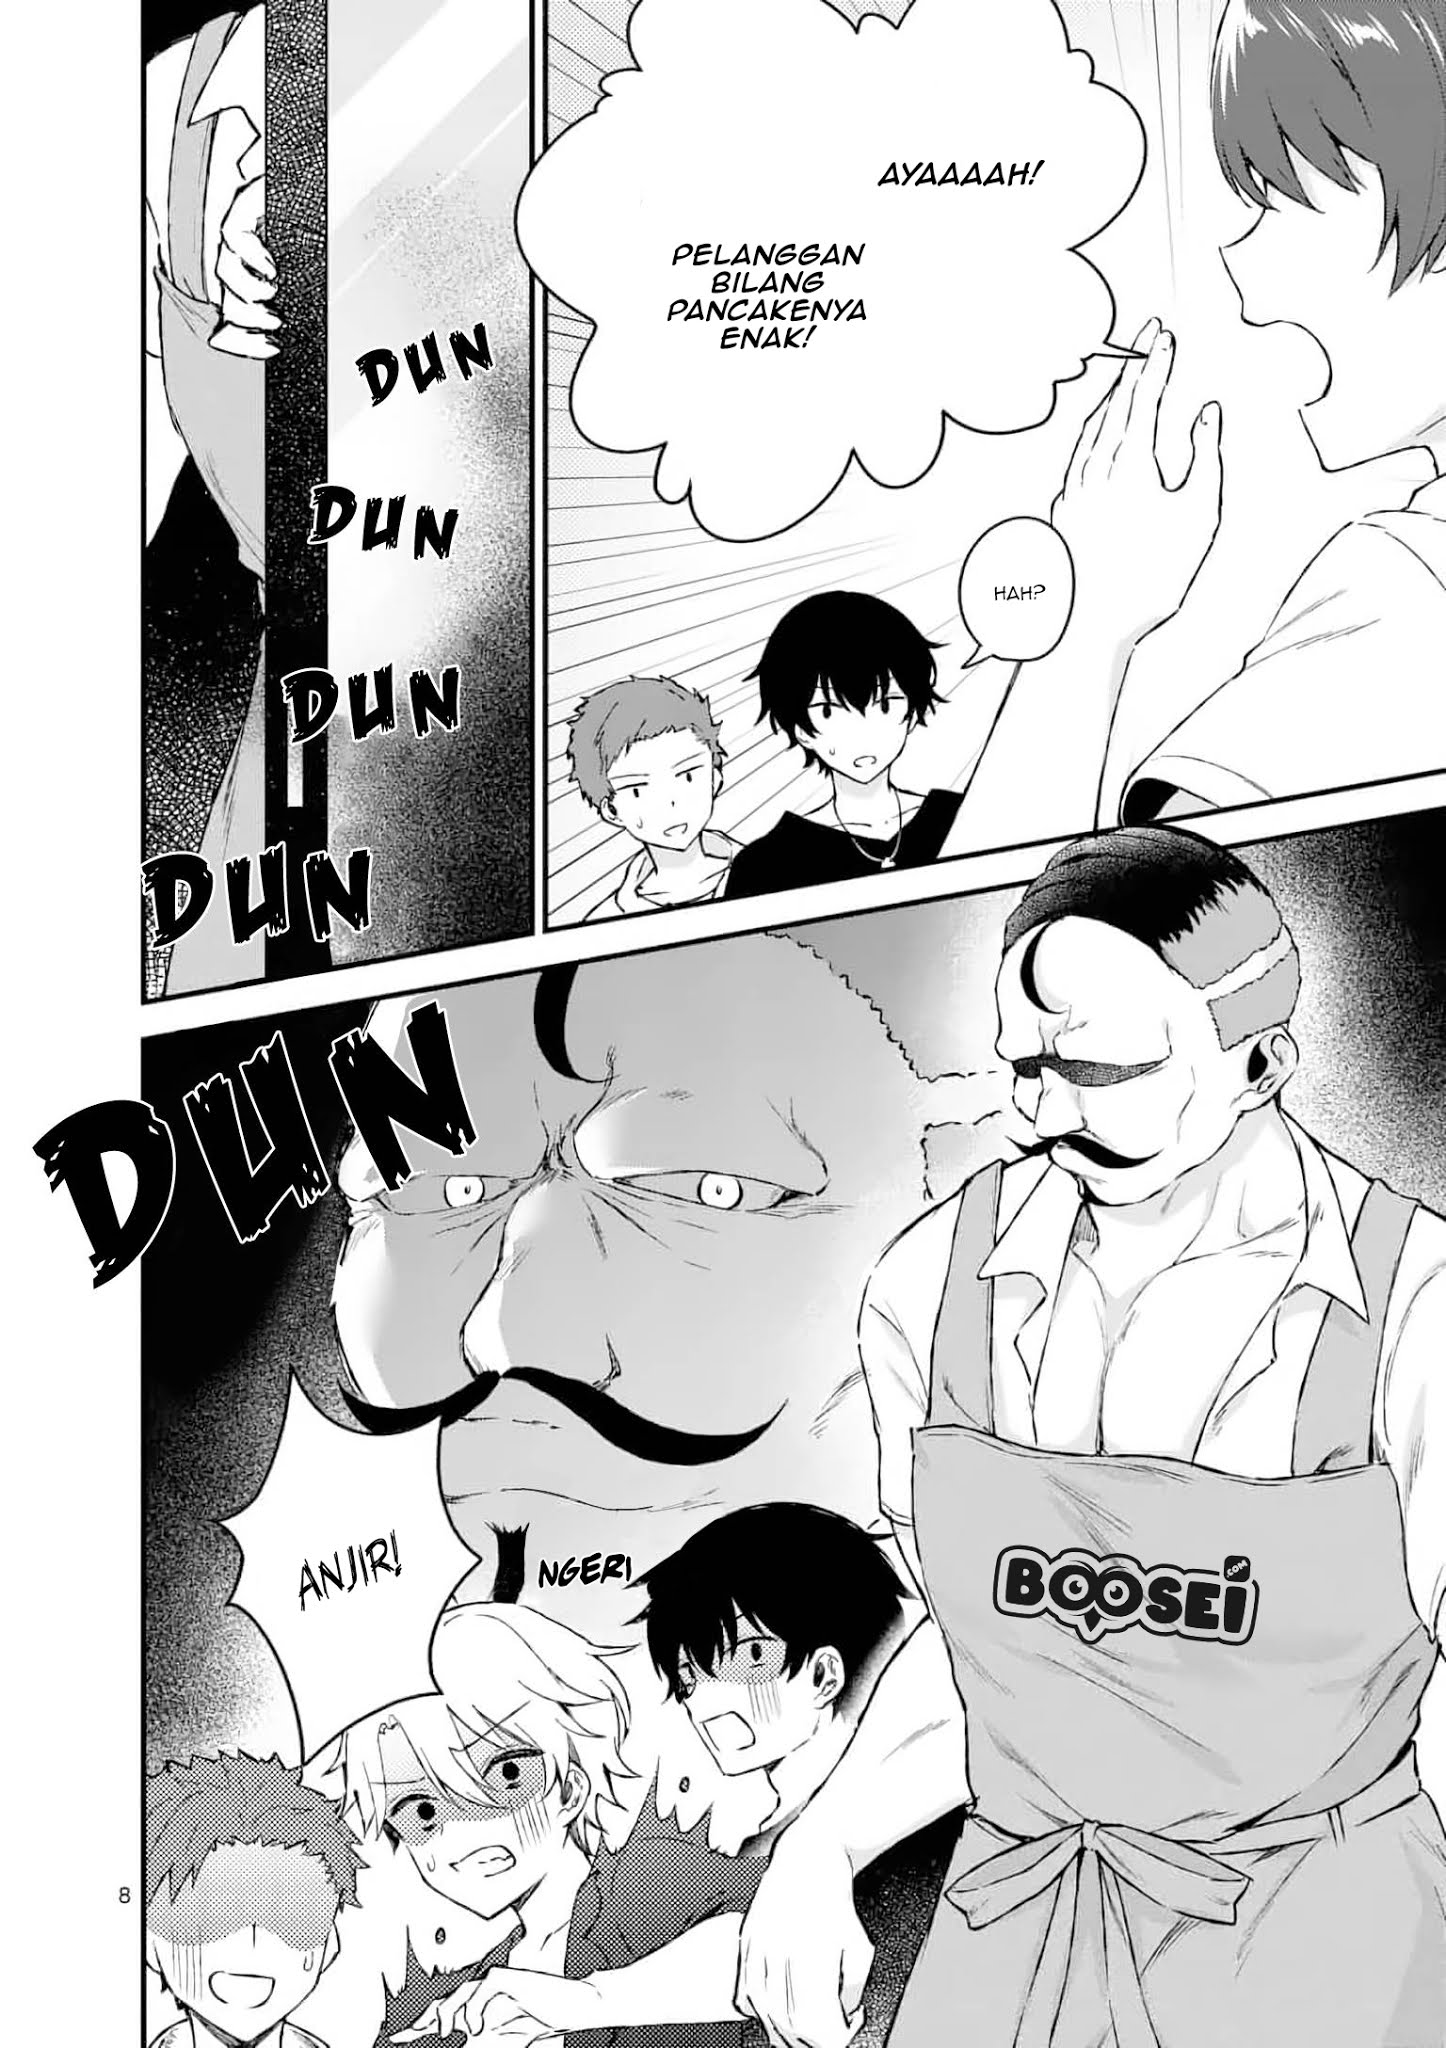 AYAAAAH!
PELANGGAN
BILANG
PANCAKENYA
ENAK!
HAH?
DUN
DUN
DUN
DUN
DUN
ANJIR!
NGERI
BOOSEI
.COM
8